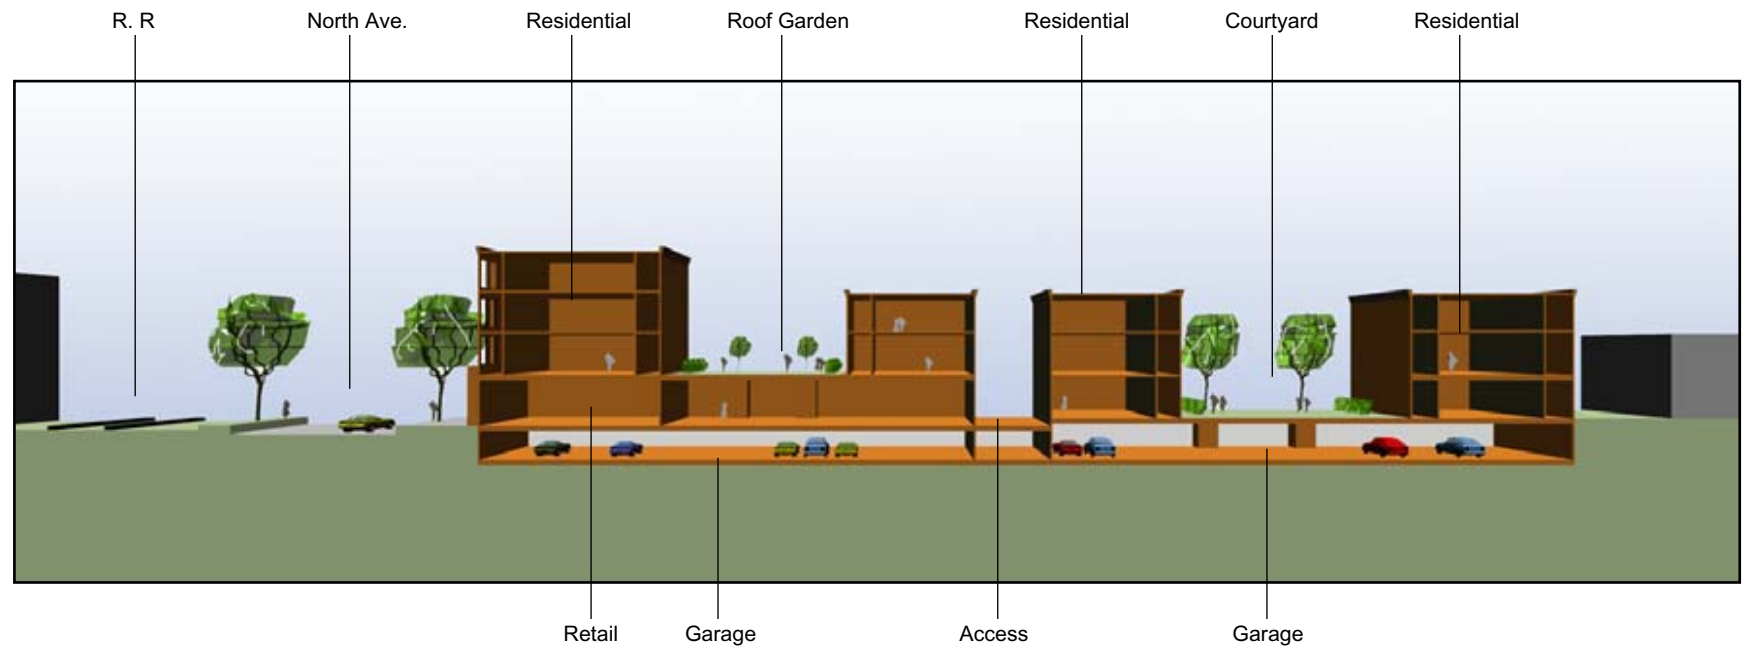 R. R
North Ave.
Residential
Roof Garden
Residential
Courtyard
Residential
Retail
Garage
Access
Garage